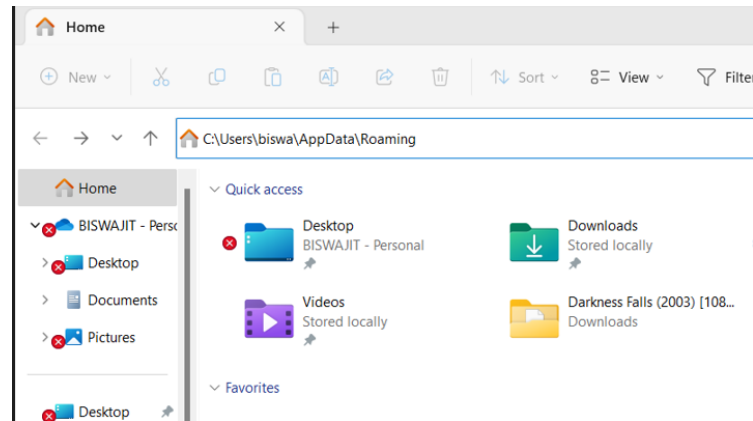 Home
New
Sort
View
Filte
C:\Users\biswa\AppData\Roaming
Home
BISWAJIT - Perso
Desktop
Documents
Pictures
Desktop
Quick access
Desktop
BISWAJIT - Personal
Downloads
Stored locally
Videos
Stored locally
Darkness Falls (2003) [108...
Downloads
Favorites